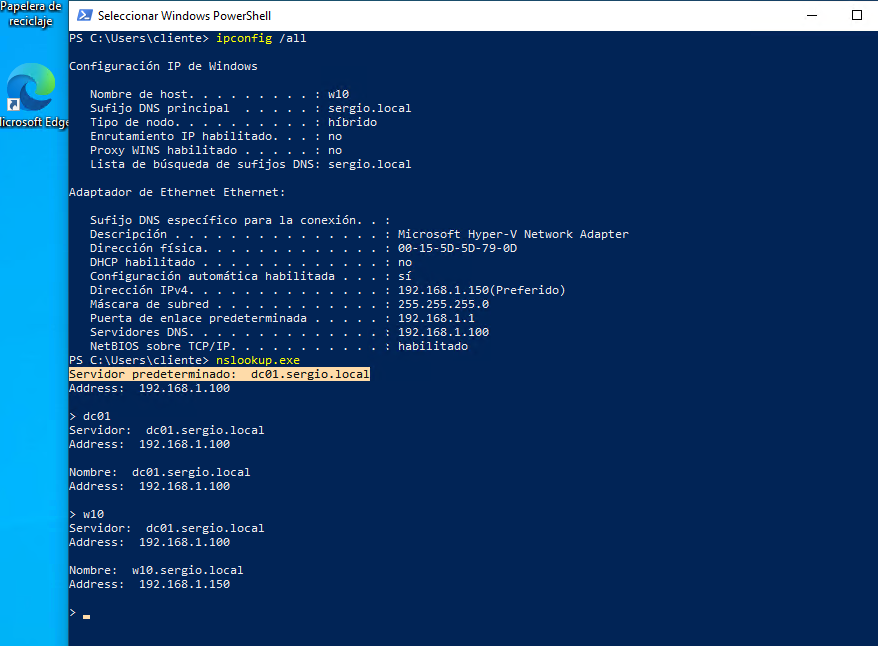 Papelera de
reciclaje
Microsoft Edge
Seleccionar Windows PowerShell
PS C:\Users\cliente> ipconfig /all
Configuración IP de Windows
Nombre de host. . . . . . . . . : w10
Sufijo DNS principal  . . . . . : sergio.local
Tipo de nodo. . . . . . . . . . : híbrido
Enrutamiento IP habilitado. . . : no
Proxy WINS habilitado . . . . . : no
Lista de búsqueda de sufijos DNS: sergio.local
Adaptador de Ethernet Ethernet:
Sufijo DNS específico para la conexión. . :
Descripción . . . . . . . . . . . . . . . : Microsoft Hyper-V Network Adapter
Dirección física. . . . . . . . . . . . . : 00-15-5D-5D-79-0D
DHCP habilitado . . . . . . . . . . . . . : no
Configuración automática habilitada . . . : sí
Dirección IPv4. . . . . . . . . . . . . . : 192.168.1.150(Preferido)
Máscara de subred . . . . . . . . . . . . : 255.255.255.0
Puerta de enlace predeterminada . . . . . : 192.168.1.1
Servidores DNS. . . . . . . . . . . . . . : 192.168.1.100
NetBIOS sobre TCP/IP. . . . . . . . . . . : habilitado
PS C:\Users\cliente> nslookup.exe
Servidor predeterminado:  dc01.sergio.local
Address:  192.168.1.100
> dc01
Servidor:  dc01.sergio.local
Address:  192.168.1.100
Nombre:  dc01.sergio.local
Address:  192.168.1.100
> w10
Servidor:  dc01.sergio.local
Address:  192.168.1.100
Nombre:  w10.sergio.local
Address:  192.168.1.150
>